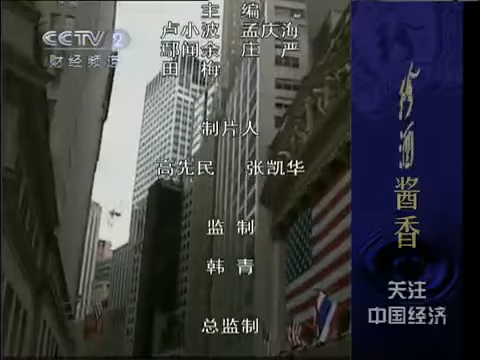 CCTV 2
财经频道
主 编
卢小波 孟庆海
鄢闻余 庄 严
田 梅
制片人
高先民 张凯华
监 制
韩 青
总监制
酱香
关注
中国经济